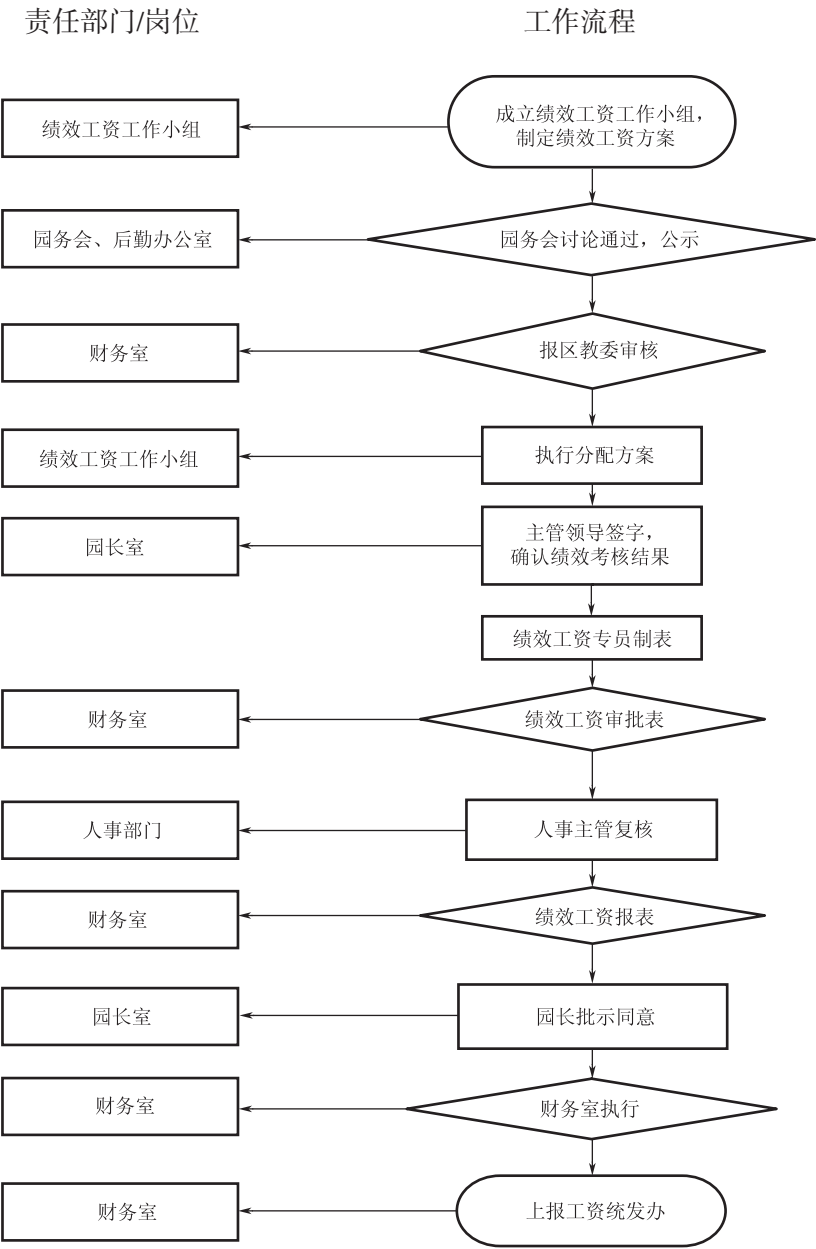 责任部门/岗位
工作流程
绩效工资工作小组
成立绩效工资工作小组，
制定绩效工资方案
园务会、后勤办公室
园务会讨论通过，公示
财务室
报区教委审核
绩效工资工作小组
执行分配方案
园长室
主管领导签字，
确认绩效考核结果
绩效工资专员制表
财务室
绩效工资审批表
人事部门
人事主管复核
财务室
绩效工资报表
园长室
园长批示同意
财务室
财务室执行
财务室
上报工资统发办